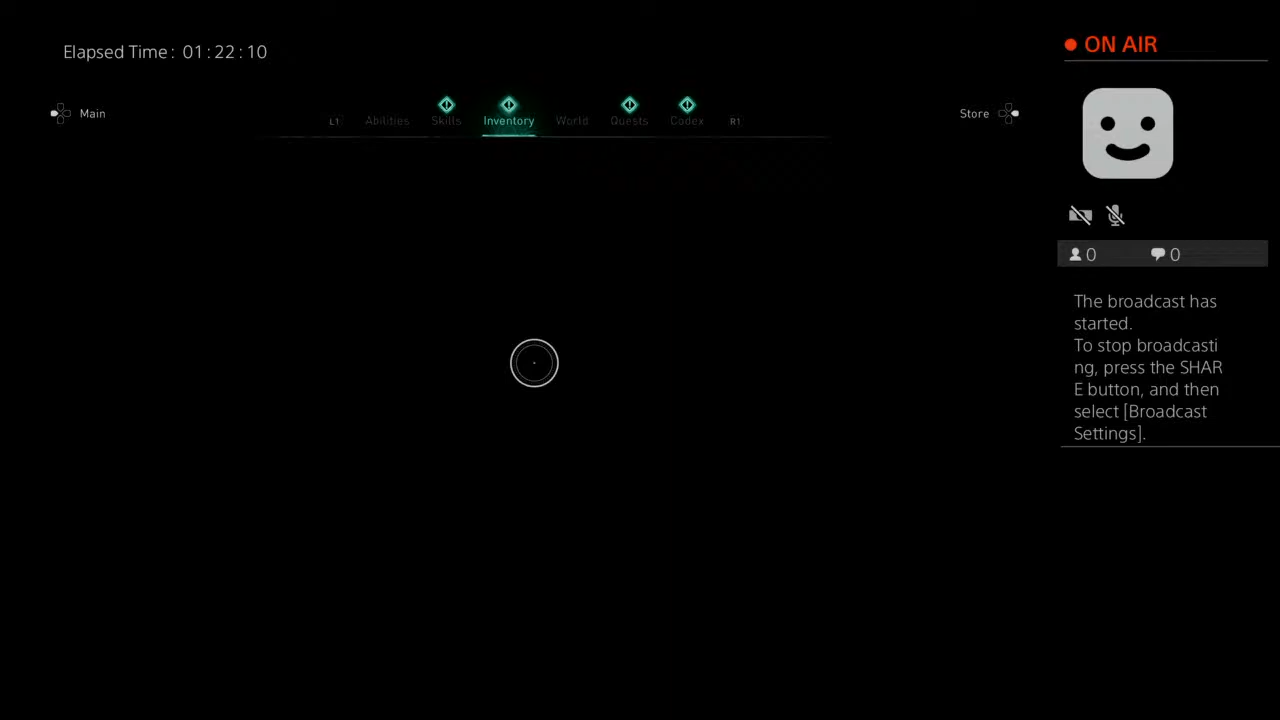 Elapsed Time: 01:22:10
ON AIR
Main
L1 Abilities Skills Inventory World Quests Codex R1
Store
0 0
The broadcast has
started.
To stop broadcasti
ng, press the SHAR
E button, and then
select [Broadcast
Settings].